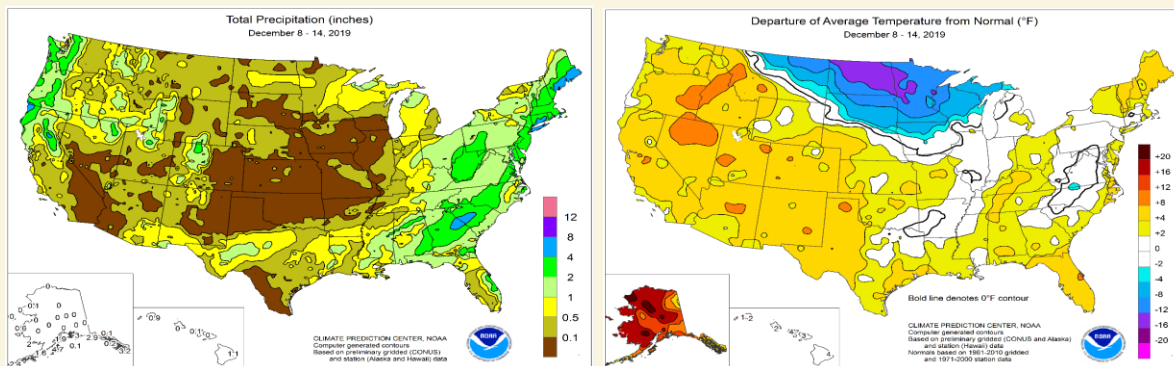 Total Precipitation (inches)
December 8 - 14, 2019
12
8
4
2
1
0.5
0.1
CLIMATE PREDICTION CENTER, NOAA
Computer generated contours
Based on preliminary gridded (CONUS) data
and station (Alaska and Hawaii) data
NOAA
Departure of Average Temperature from Normal (°F)
December 8 - 14, 2019
+20
+16
+12
+8
+4
+2
0
-2
-4
-8
-12
-16
-20
Bold line denotes 0°F contour
CLIMATE PREDICTION CENTER, NOAA
Computer generated contours
Based on preliminary gridded (CONUS and Alaska)
and station (Hawaii) data
Normals based on 1981-2010 gridded
and 1971-2000 station data
NOAA